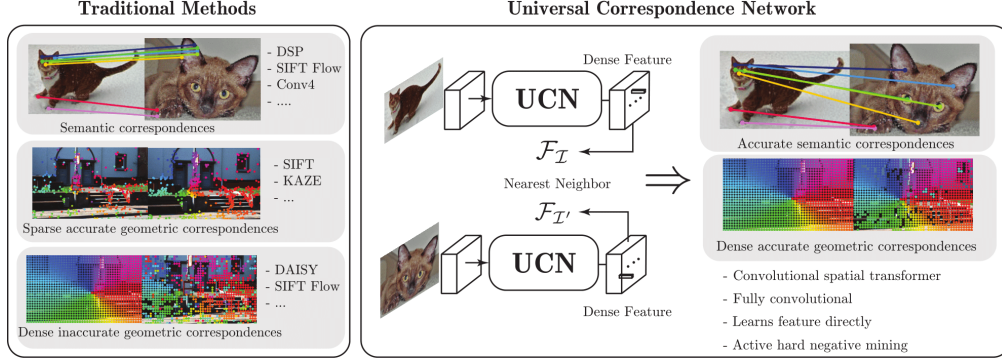 Traditional Methods
- DSP
- SIFT Flow
- Conv4
- ....
Semantic correspondences
- SIFT
- KAZE
- ...
Sparse accurate geometric correspondences
- DAISY
- SIFT Flow
- ...
Dense inaccurate geometric correspondences
Universal Correspondence Network
Dense Feature
UCN
F_I
Nearest Neighbor
F_I'
UCN
Dense Feature
Accurate semantic correspondences
Dense accurate geometric correspondences
- Convolutional spatial transformer
- Fully convolutional
- Learns feature directly
- Active hard negative mining